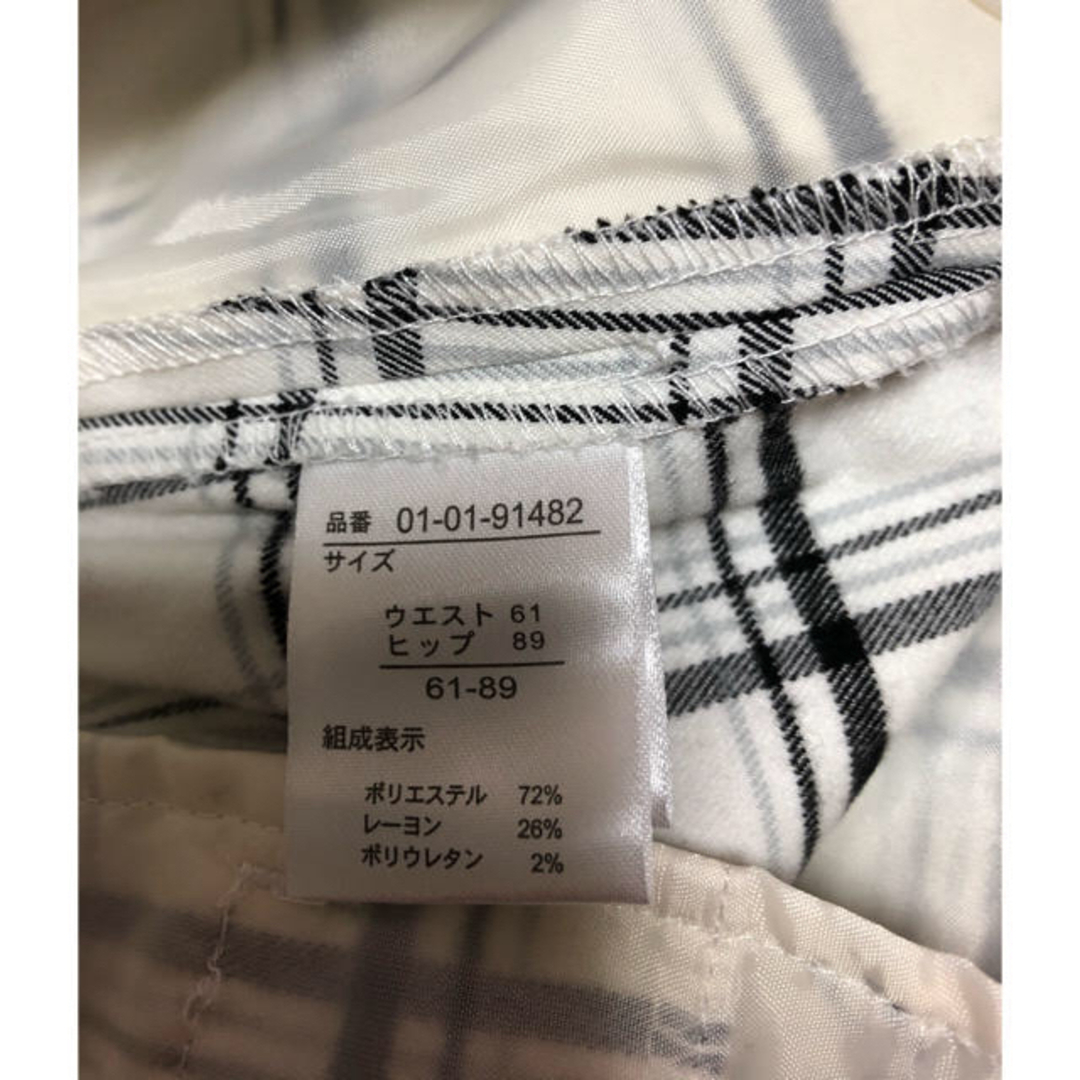 品番 01-01-91482
サイズ
ウエスト 61
ヒップ 89
61-89
組成表示
ポリエステル 72%
レーヨン 26%
ポリウレタン 2%